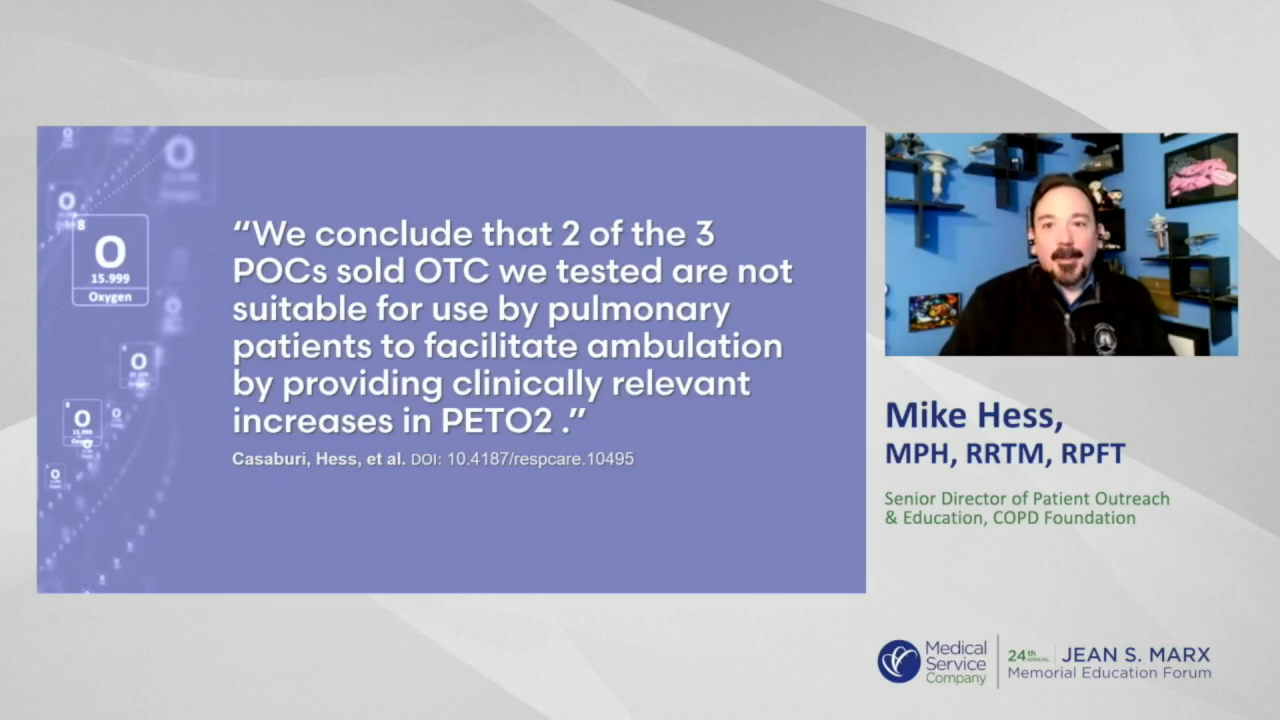 “We conclude that 2 of the 3
POCs sold OTC we tested are not
suitable for use by pulmonary
patients to facilitate ambulation
by providing clinically relevant
increases in PETO2 .”
Casaburi, Hess, et al. DOI: 10.4187/respcare.10495
8
O
15.999
Oxygen
O
O
O
O
O
O
O
O
O
Mike Hess,
MPH, RRTM, RPFT
Senior Director of Patient Outreach
& Education, COPD Foundation
Medical
Service
Company
24th ANNUAL JEAN S. MARX
Memorial Education Forum